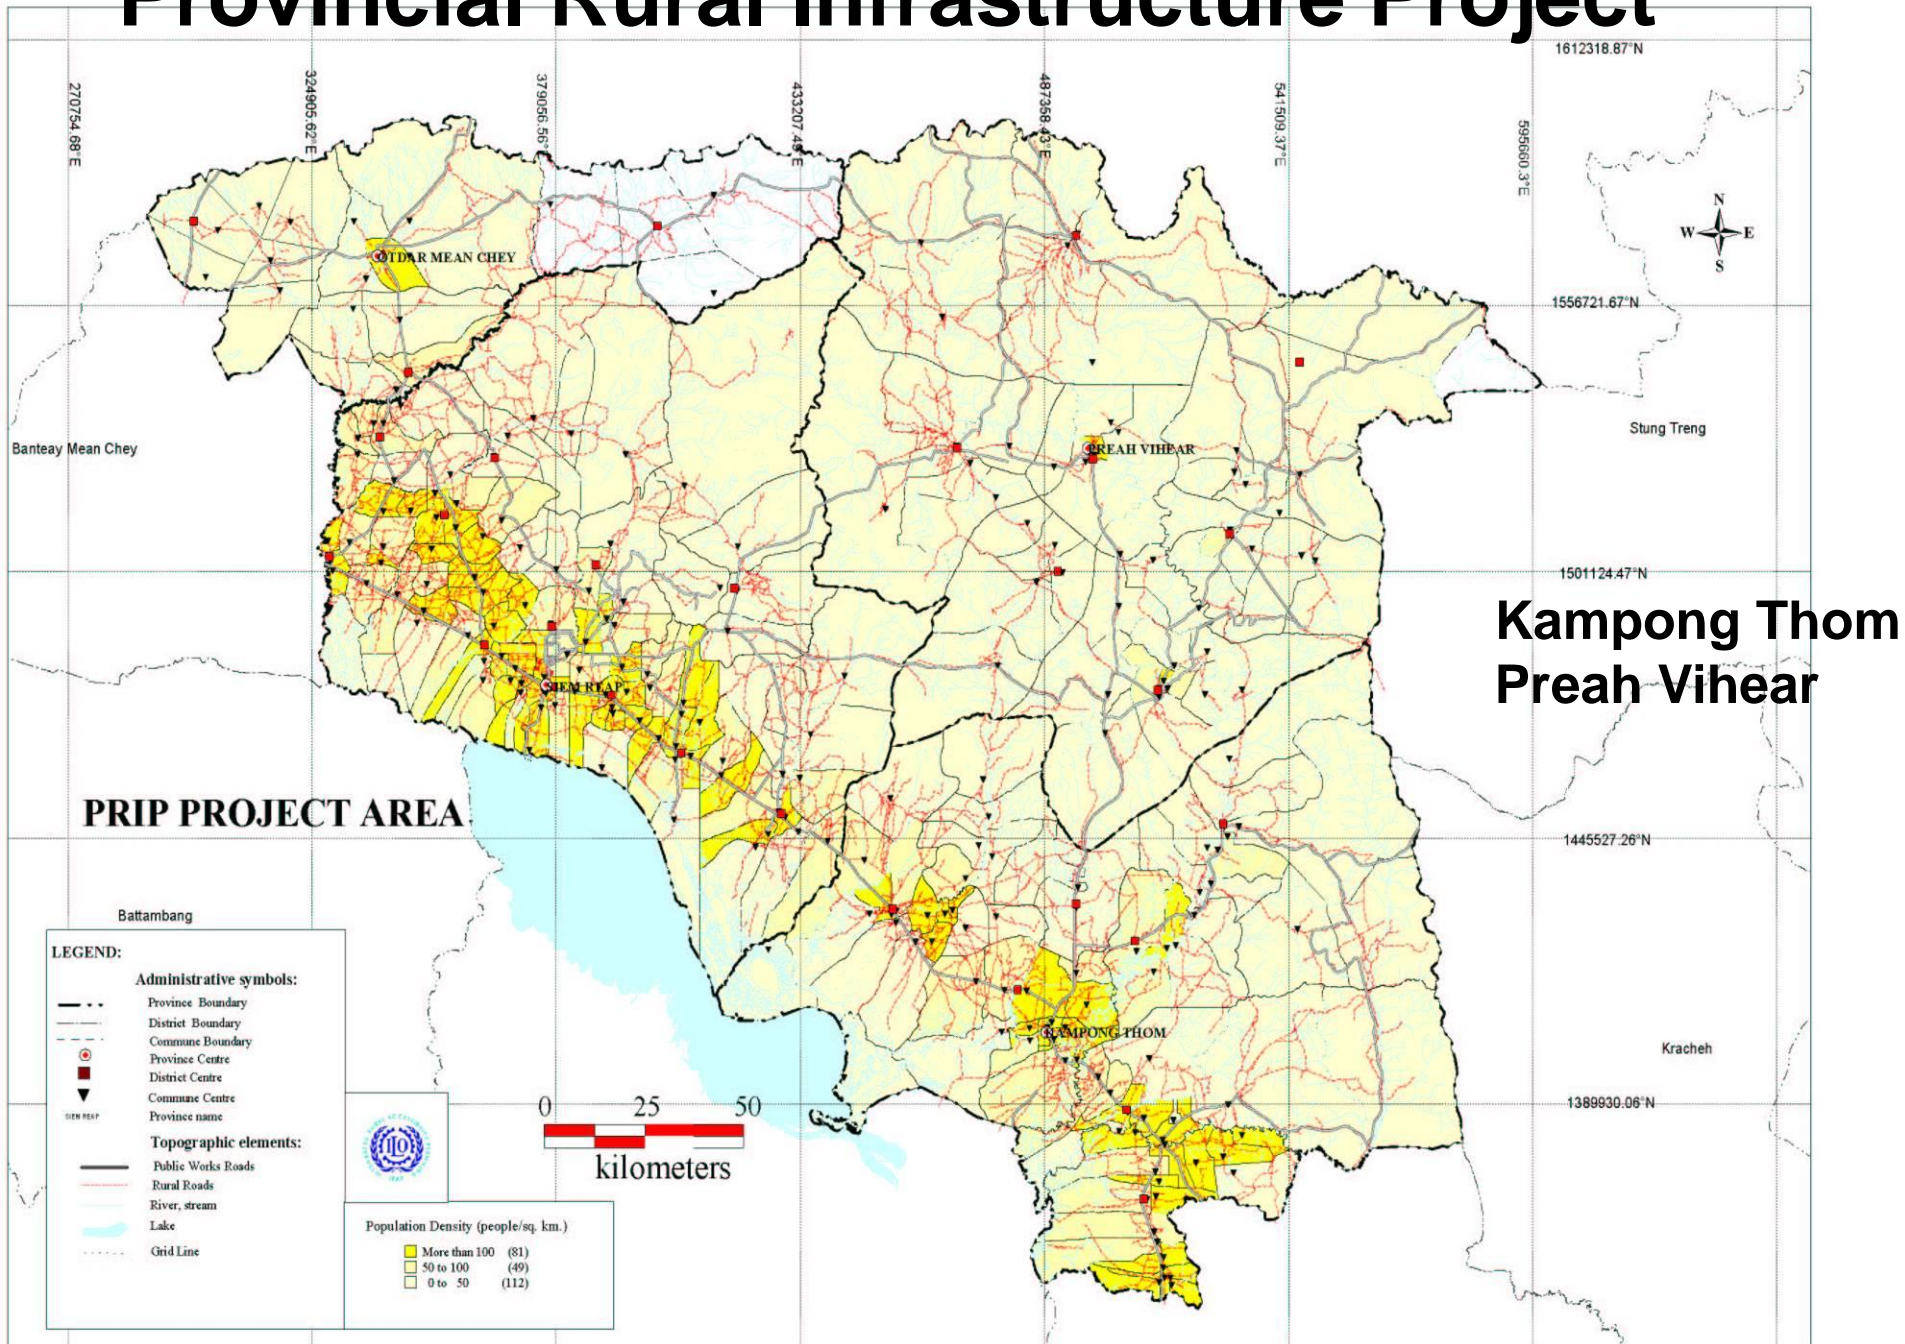 Provincial Rural Infrastructure Project
1612318.87°N
270754.68°E
324905.62°E
379056.56°E
433207.49°E
487358.43°E
541509.37°E
595660.3°E
N
W E
S
OTDAR MEAN CHEY
1556721.67°N
Banteay Mean Chey
Stung Treng
PREAH VIHEAR
1501124.47°N
Kampong Thom
Preah Vihear
SIEM REAP
PRIP PROJECT AREA
1445527.26°N
Battambang
KAMPONG THOM
Kracheh
1389930.06°N
LEGEND:
Administrative symbols:
Province Boundary
District Boundary
Commune Boundary
Province Centre
District Centre
Commune Centre
SIEM REAP Province name
Topographic elements:
Public Works Roads
Rural Roads
River, stream
Lake
Grid Line
ILO
0 25 50
kilometers
Population Density (people/sq. km.)
More than 100 (81)
50 to 100 (49)
0 to 50 (112)